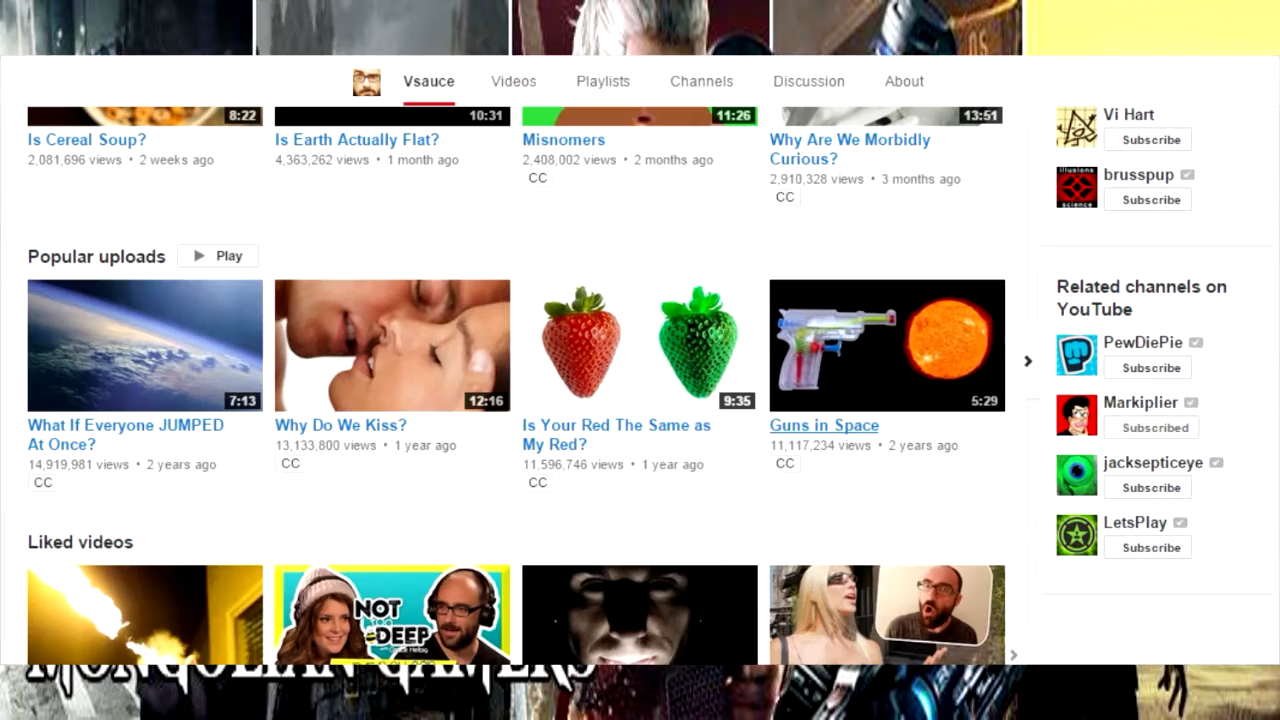 Vsauce Videos Playlists Channels Discussion About
8:22 10:31 11:26 13:51
Is Cereal Soup?
2,081,696 views • 2 weeks ago
Is Earth Actually Flat?
4,363,262 views • 1 month ago
Misnomers
2,408,002 views • 2 months ago
CC
Why Are We Morbidly
Curious?
2,910,328 views • 3 months ago
CC
Popular uploads Play
7:13 12:16 9:35 5:29
What If Everyone JUMPED
At Once?
14,919,981 views • 2 years ago
CC
Why Do We Kiss?
13,133,800 views • 1 year ago
CC
Is Your Red The Same as
My Red?
11,596,746 views • 1 year ago
CC
Guns in Space
11,117,234 views • 2 years ago
CC
Liked videos
NOT
TOO
DEEP
Vi Hart
Subscribe
illusions
science
brusspup
Subscribe
Related channels on
YouTube
PewDiePie
Subscribe
Markiplier
Subscribed
jacksepticeye
Subscribe
LetsPlay
Subscribe
MONGOLIAN GAMERS